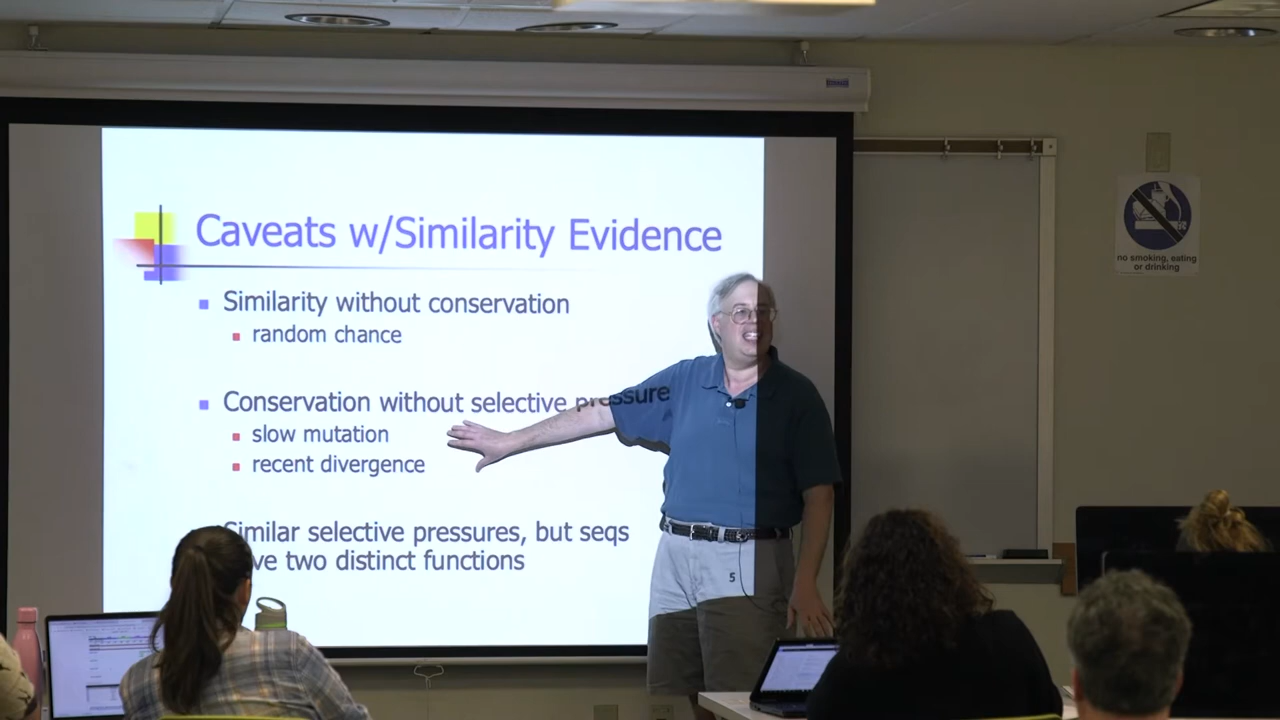 Caveats w/Similarity Evidence
Similarity without conservation
random chance
Conservation without selective pressure
slow mutation
recent divergence
Similar selective pressures, but seqs
two distinct functions
5
no smoking, eating
or drinking